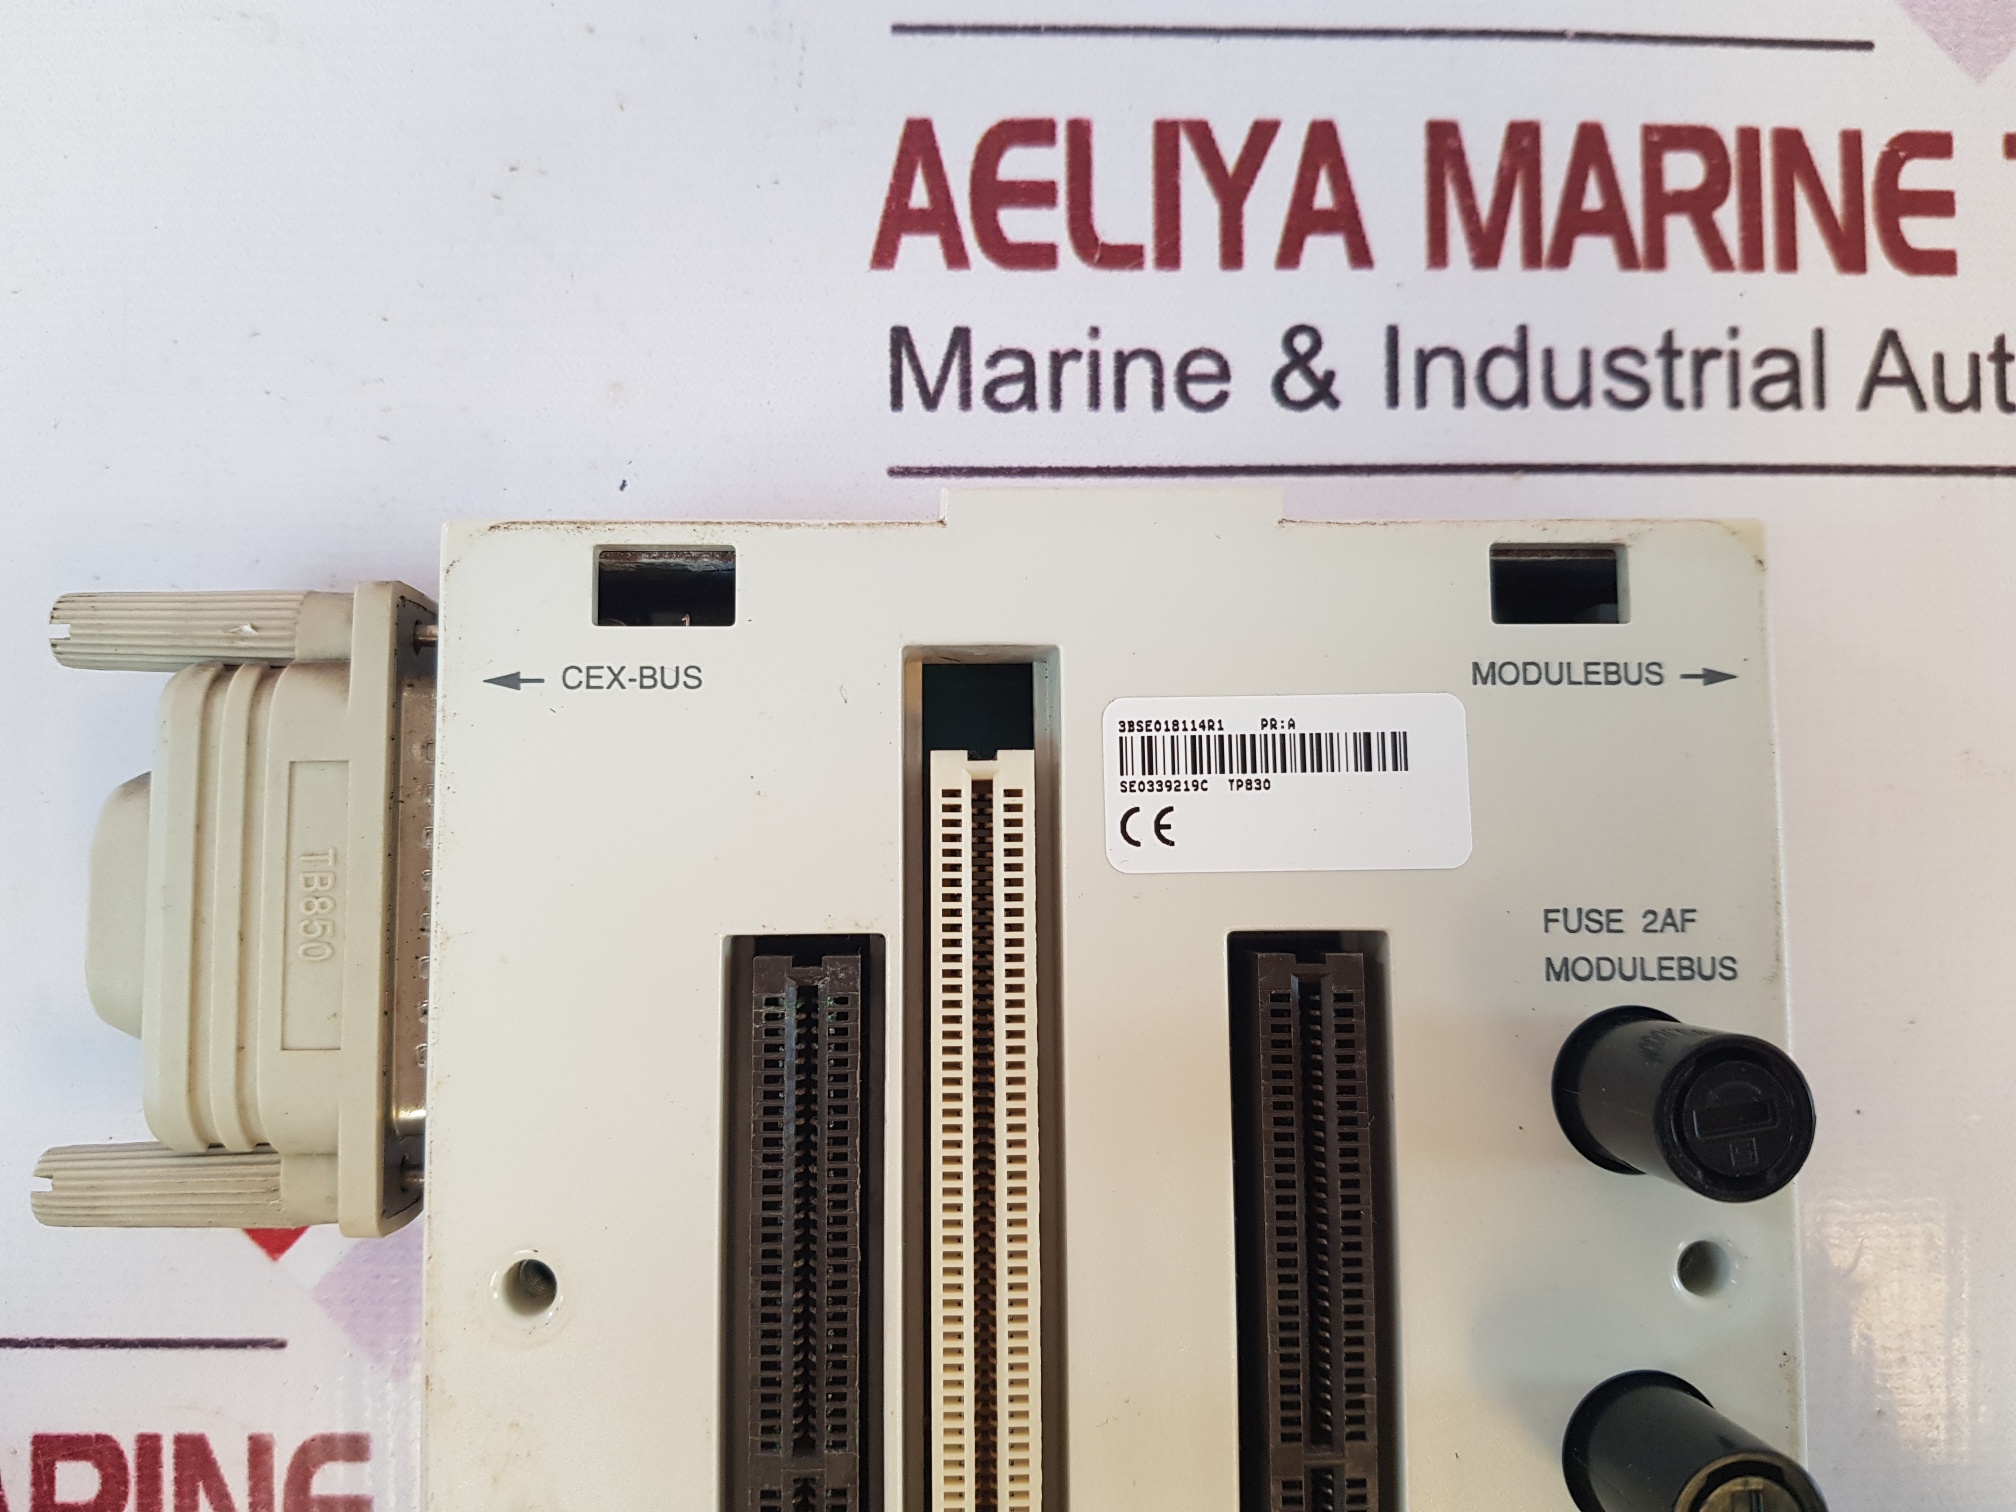 AELIYA MARINE
Marine & Industrial Aut
CEX-BUS
MODULEBUS
3BSE018114R1 PR:A
SE0339219C TP830
CE
TB850
FUSE 2AF
MODULEBUS
ARINE